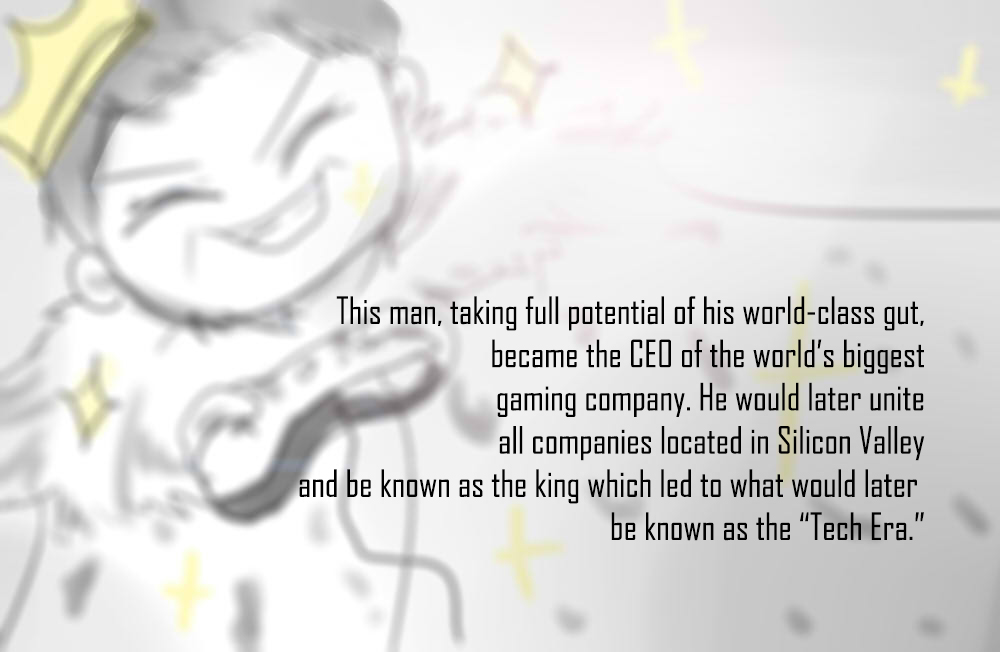 This man, taking full potential of his world-class gut,
became the CEO of the world's biggest
gaming company. He would later unite
all companies located in Silicon Valley
and be known as the king which led to what would later
be known as the “Tech Era.”